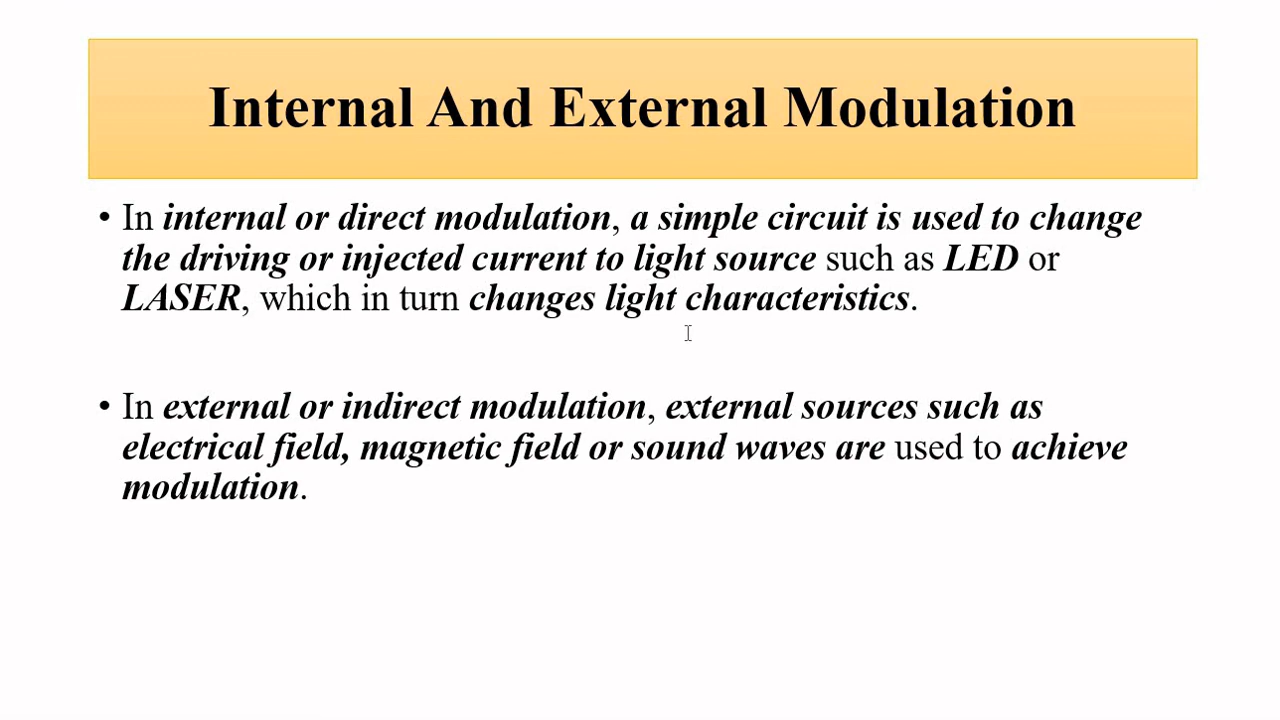 Internal And External Modulation
• In internal or direct modulation, a simple circuit is used to change
the driving or injected current to light source such as LED or
LASER, which in turn changes light characteristics.
• In external or indirect modulation, external sources such as
electrical field, magnetic field or sound waves are used to achieve
modulation.